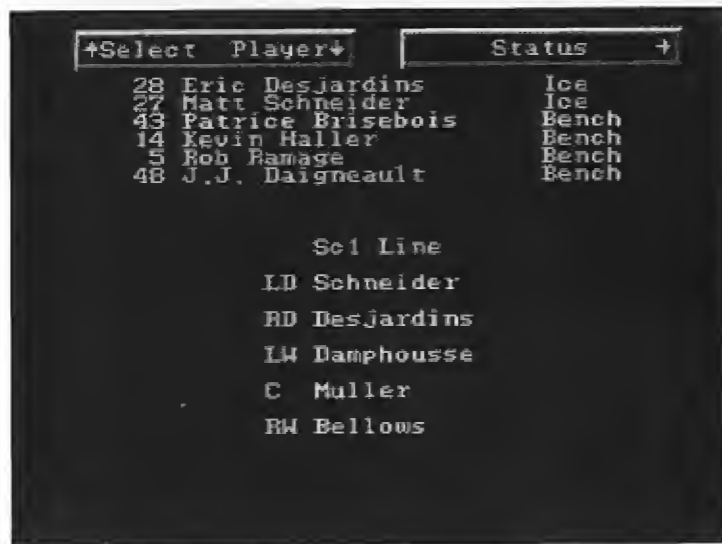 ↑Select Player↓ Status →
28 Eric Desjardins Ice
27 Matt Schneider Ice
43 Patrice Brisebois Bench
14 Kevin Haller Bench
5 Rob Ramage Bench
48 J.J. Daigneault Bench
Sc1 Line
LD Schneider
RD Desjardins
LW Damphousse
C Muller
RW Bellows